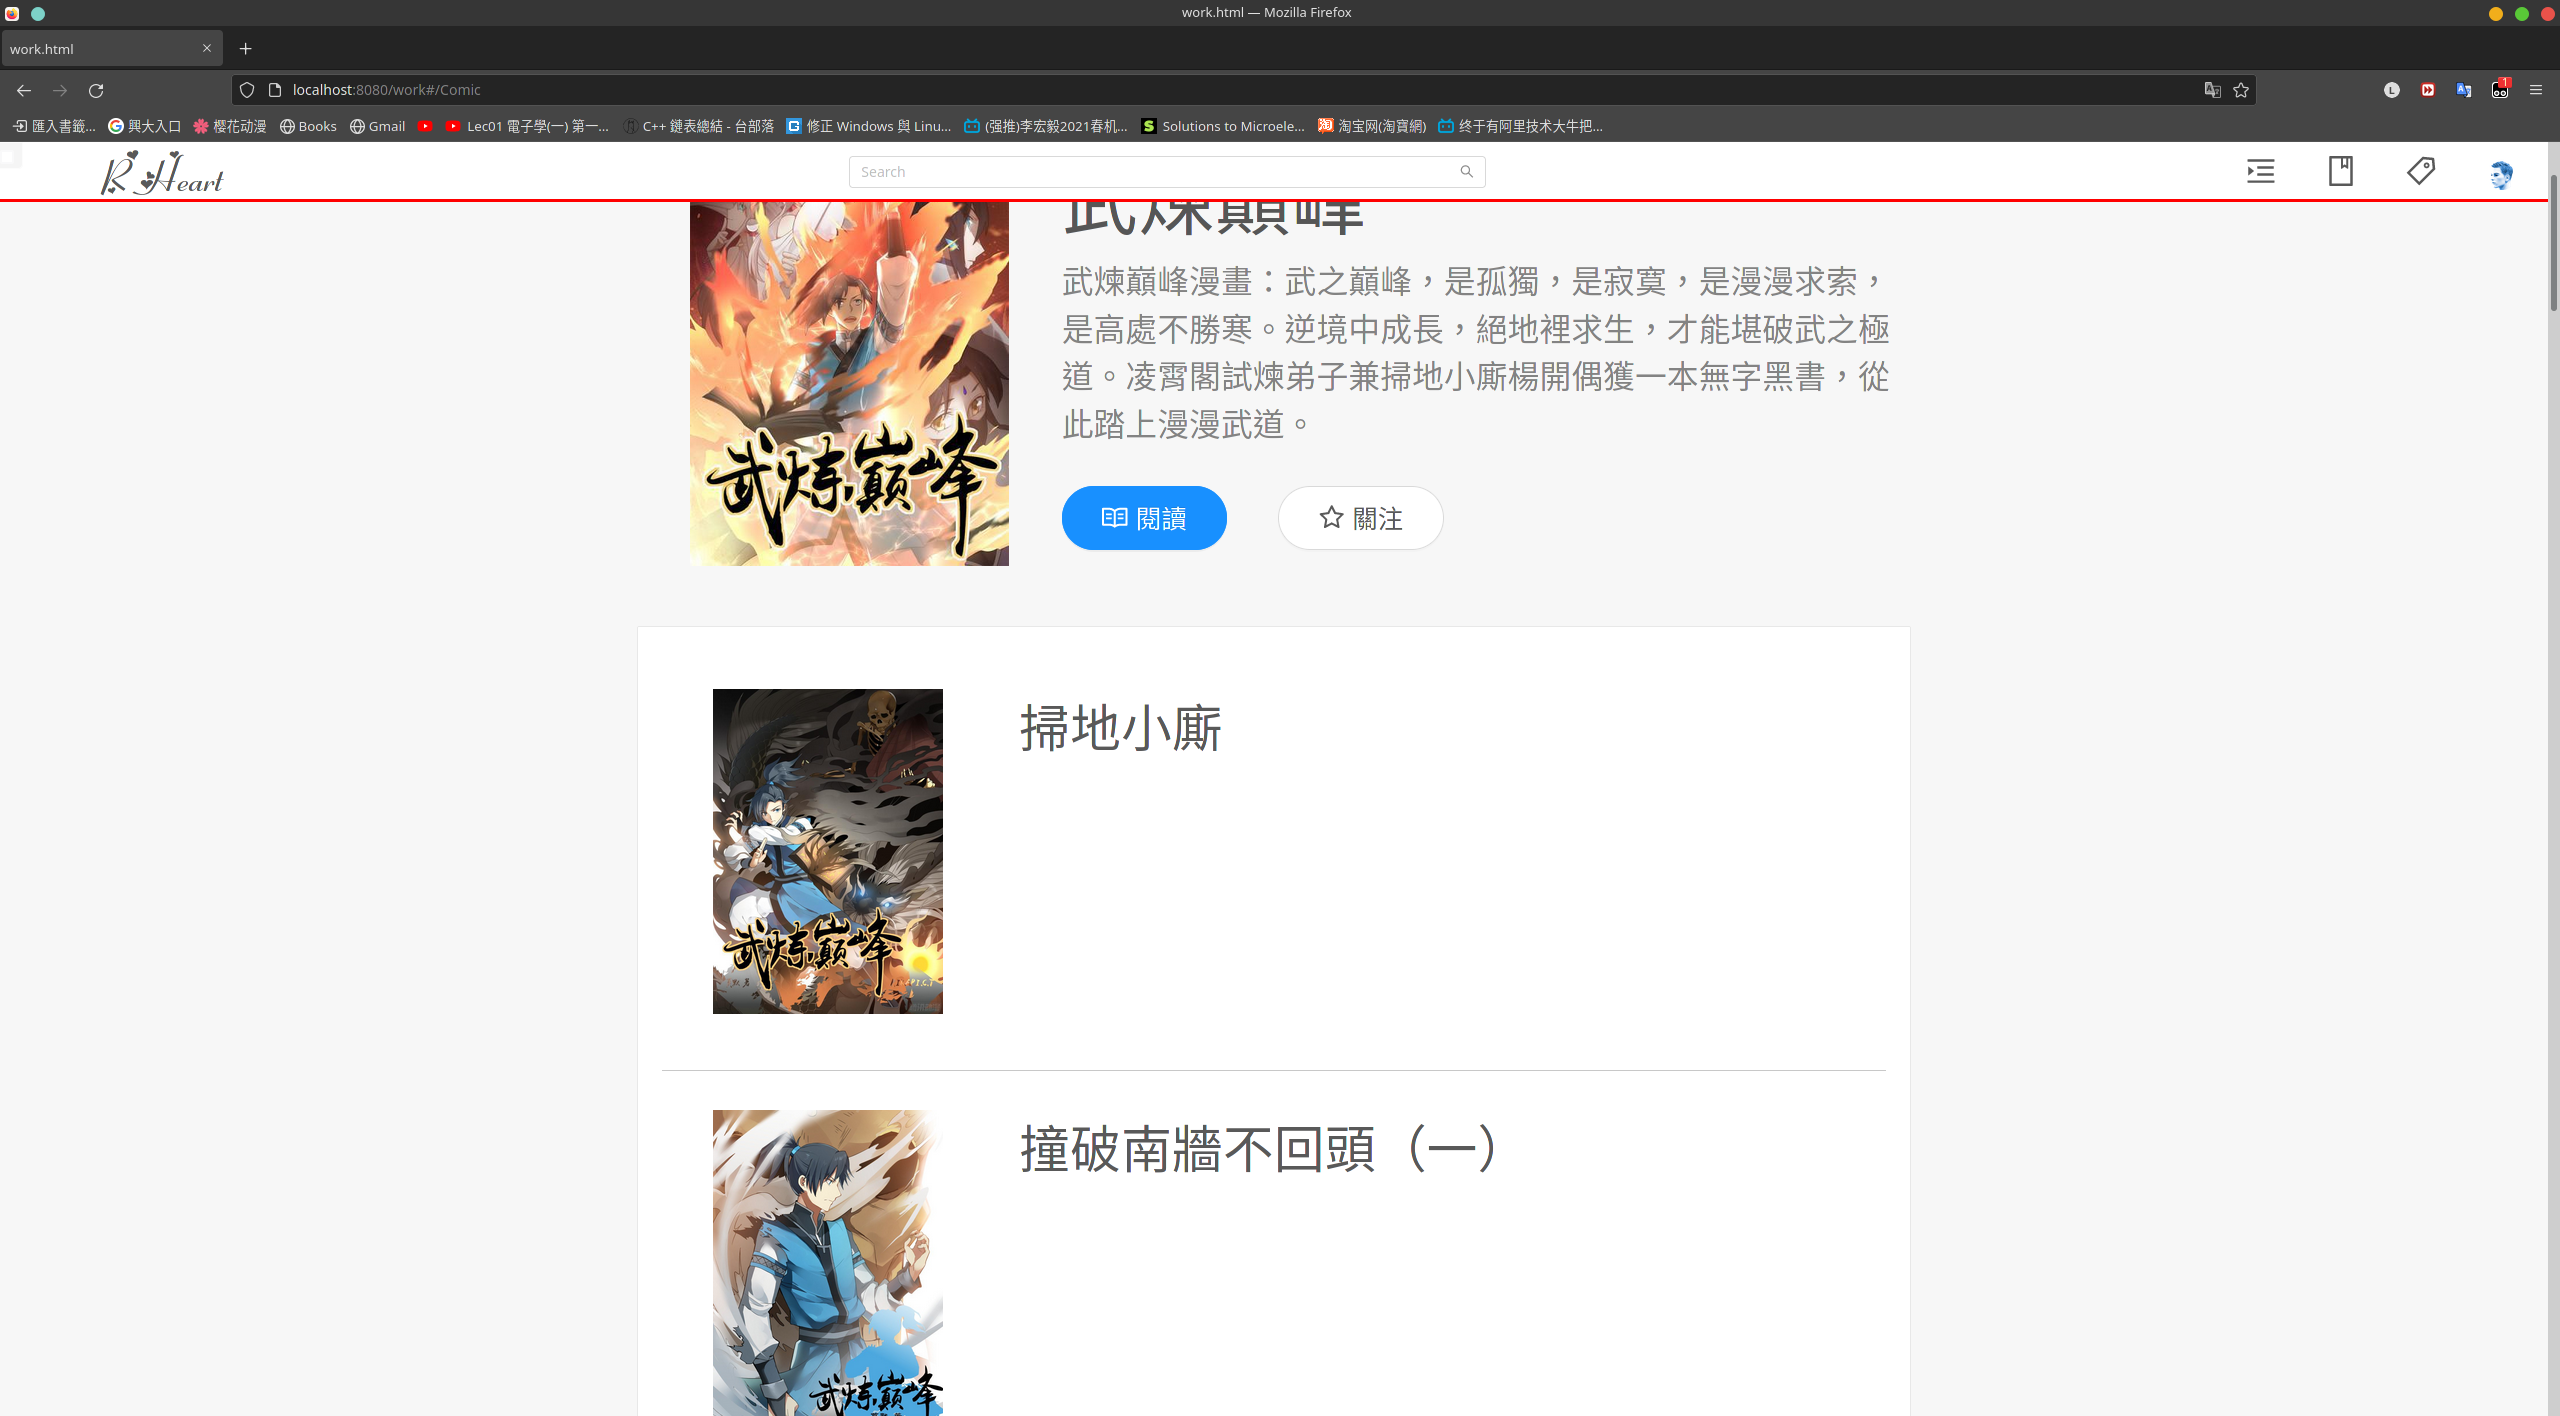 work.html — Mozilla Firefox
work.html
localhost:8080/work#/Comic
1
匯入書籤… 興大入口 樱花动漫 Books Gmail Lec01 電子學(一) 第一… C++ 鏈表總結 - 台部落 修正 Windows 與 Linu… (强推)李宏毅2021春机… Solutions to Microele… 淘宝网(淘寶網) 终于有阿里技术大牛把…
R Heart
Search
武煉巔峰
武煉巔峰漫畫：武之巔峰，是孤獨，是寂寞，是漫漫求索，
是高處不勝寒。逆境中成長，絕地裡求生，才能堪破武之極
道。凌霄閣試煉弟子兼掃地小廝楊開偶獲一本無字黑書，從
此踏上漫漫武道。
武炼巅峰
閱讀
關注
掃地小廝
武炼巅峰
撞破南牆不回頭（一）
武炼巅峰